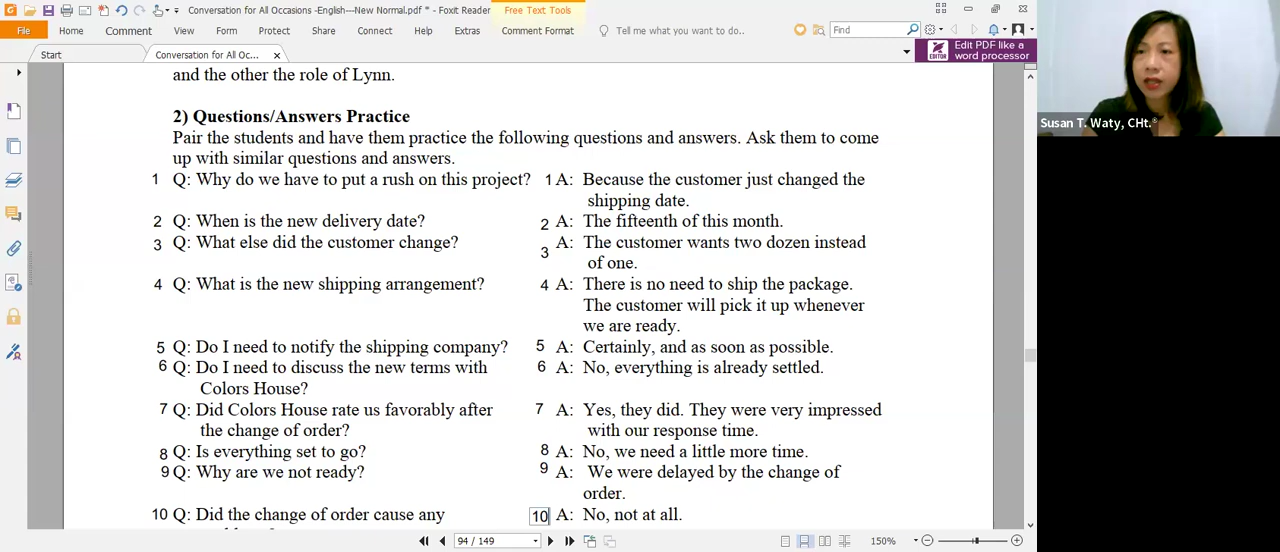 Conversation for All Occasions -English---New Normal.pdf * - Foxit Reader
Free Text Tools
File Home Comment View Form Protect Share Connect Help Extras Comment Format Tell me what you want to do.. Find
Start Conversation for All Oc...
Edit PDF like a
word processor
EDITOR
and the other the role of Lynn.
2) Questions/Answers Practice
Pair the students and have them practice the following questions and answers. Ask them to come
up with similar questions and answers.
1 Q: Why do we have to put a rush on this project? 1 A: Because the customer just changed the
shipping date.
2 Q: When is the new delivery date? 2 A: The fifteenth of this month.
3 Q: What else did the customer change? 3 A: The customer wants two dozen instead
of one.
4 Q: What is the new shipping arrangement? 4 A: There is no need to ship the package.
The customer will pick it up whenever
we are ready.
5 Q: Do I need to notify the shipping company? 5 A: Certainly, and as soon as possible.
6 Q: Do I need to discuss the new terms with 6 A: No, everything is already settled.
Colors House?
7 Q: Did Colors House rate us favorably after 7 A: Yes, they did. They were very impressed
the change of order? with our response time.
8 Q: Is everything set to go? 8 A: No, we need a little more time.
9 Q: Why are we not ready? 9 A: We were delayed by the change of
order.
10 Q: Did the change of order cause any 10 A: No, not at all.
94 / 149 150%
Susan T. Waty, CHt.®